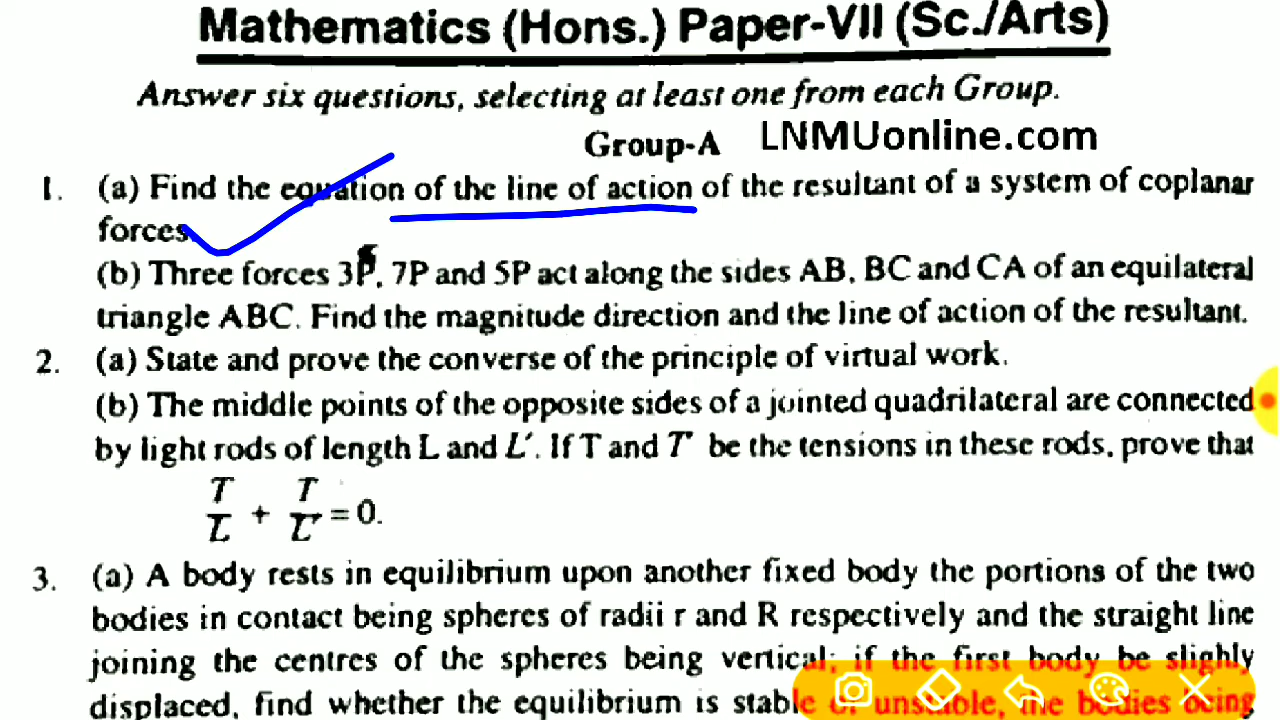 Mathematics (Hons.) Paper-VII (Sc./Arts)
Answer six questions, selecting at least one from each Group.
Group-A LNMUonline.com
1. (a) Find the equation of the line of action of the resultant of a system of coplanar
forces.
(b) Three forces 3P, 7P and 5P act along the sides AB, BC and CA of an equilateral
triangle ABC. Find the magnitude direction and the line of action of the resultant.
2. (a) State and prove the converse of the principle of virtual work.
(b) The middle points of the opposite sides of a jointed quadrilateral are connected
by light rods of length L and L'. If T and T' be the tensions in these rods, prove that
T/L + T/L' = 0.
3. (a) A body rests in equilibrium upon another fixed body the portions of the two
bodies in contact being spheres of radii r and R respectively and the straight line
joining the centres of the spheres being vertical; if the first body be slighly
displaced, find whether the equilibrium is stable or unstable, the bodies being